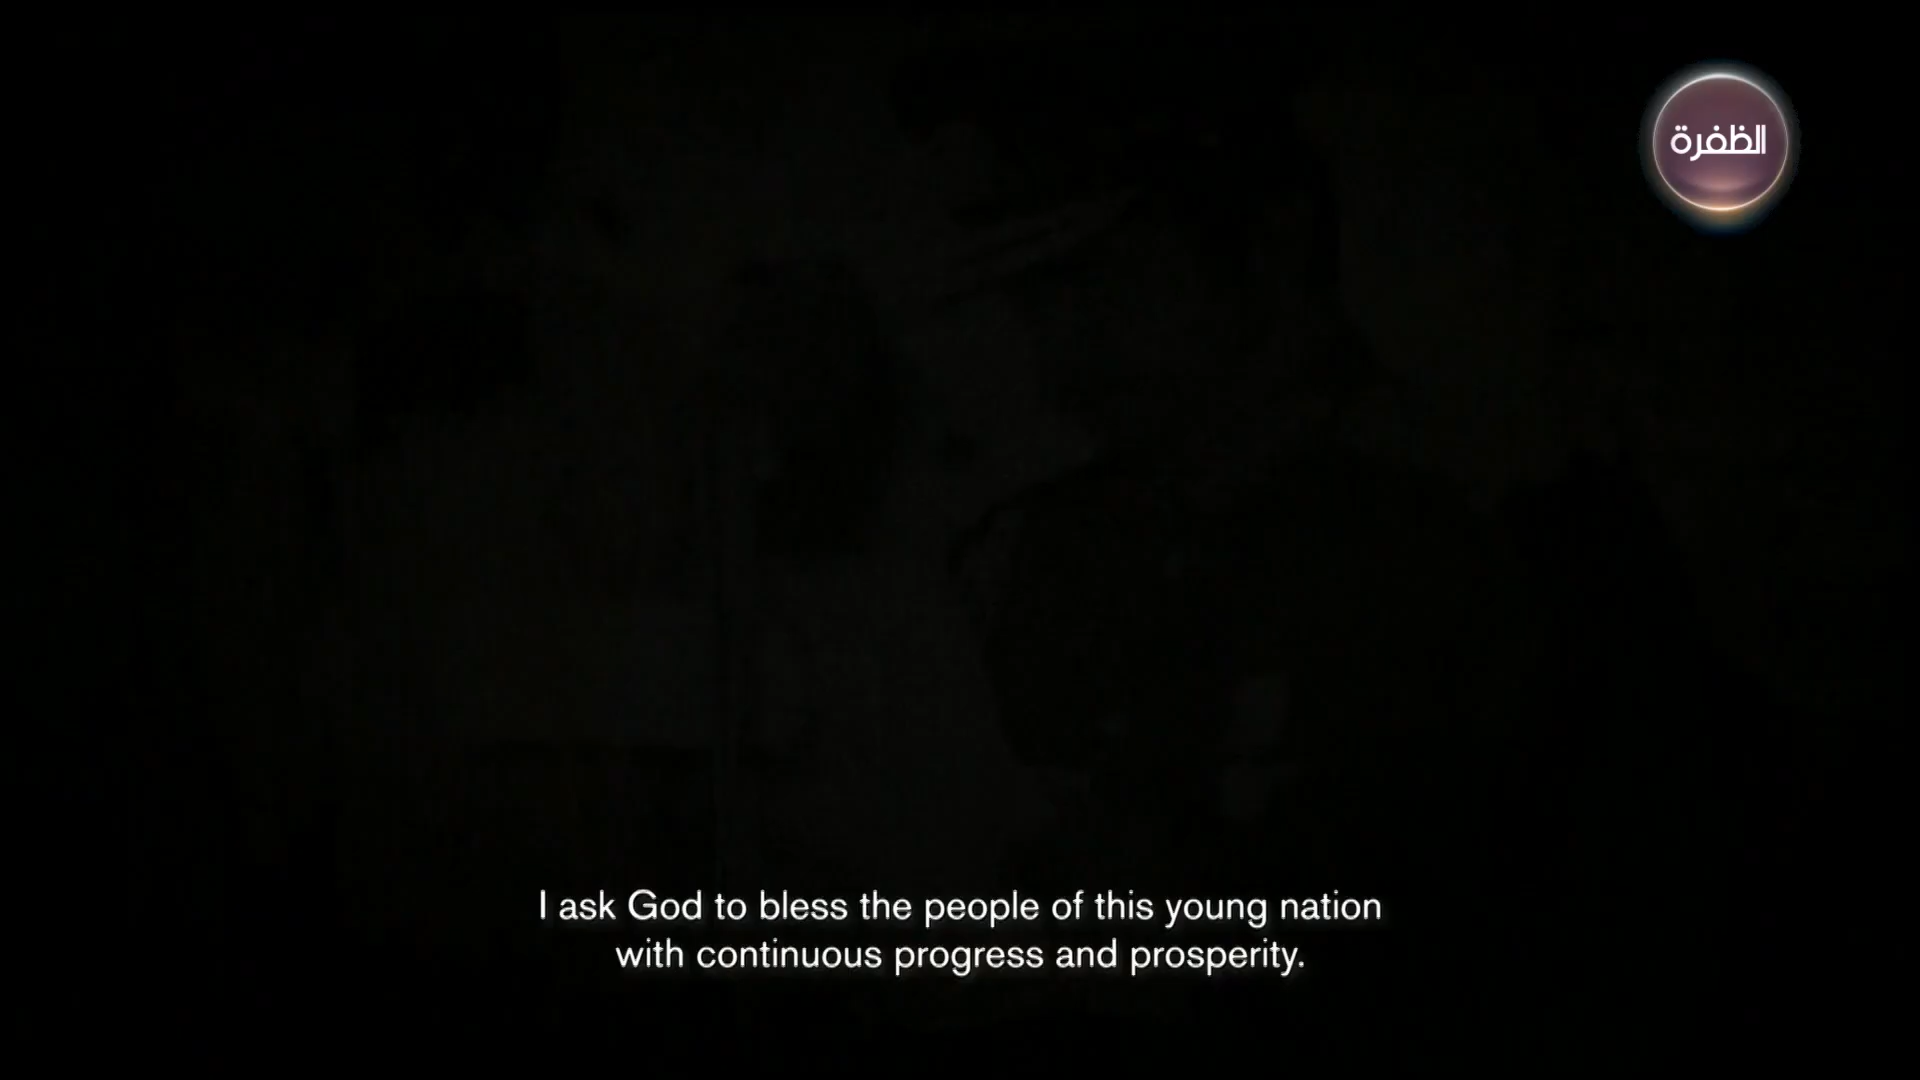 الظفرة
I ask God to bless the people of this young nation
with continuous progress and prosperity.